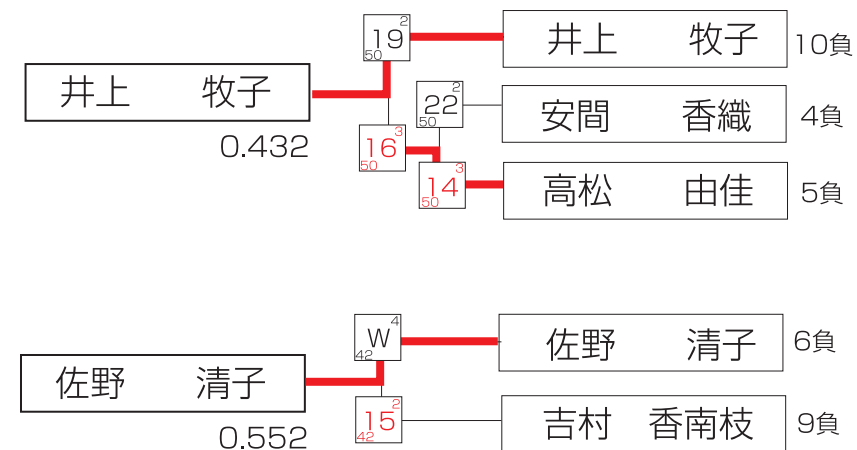 19 2 50
井上 牧子
10負
井上 牧子
0.432
22 2 50
安間 香織
4負
16 3 50
14 3 50
高松 由佳
5負
W 4 42
佐野 清子
6負
佐野 清子
0.552
15 2 42
吉村 香南枝
9負